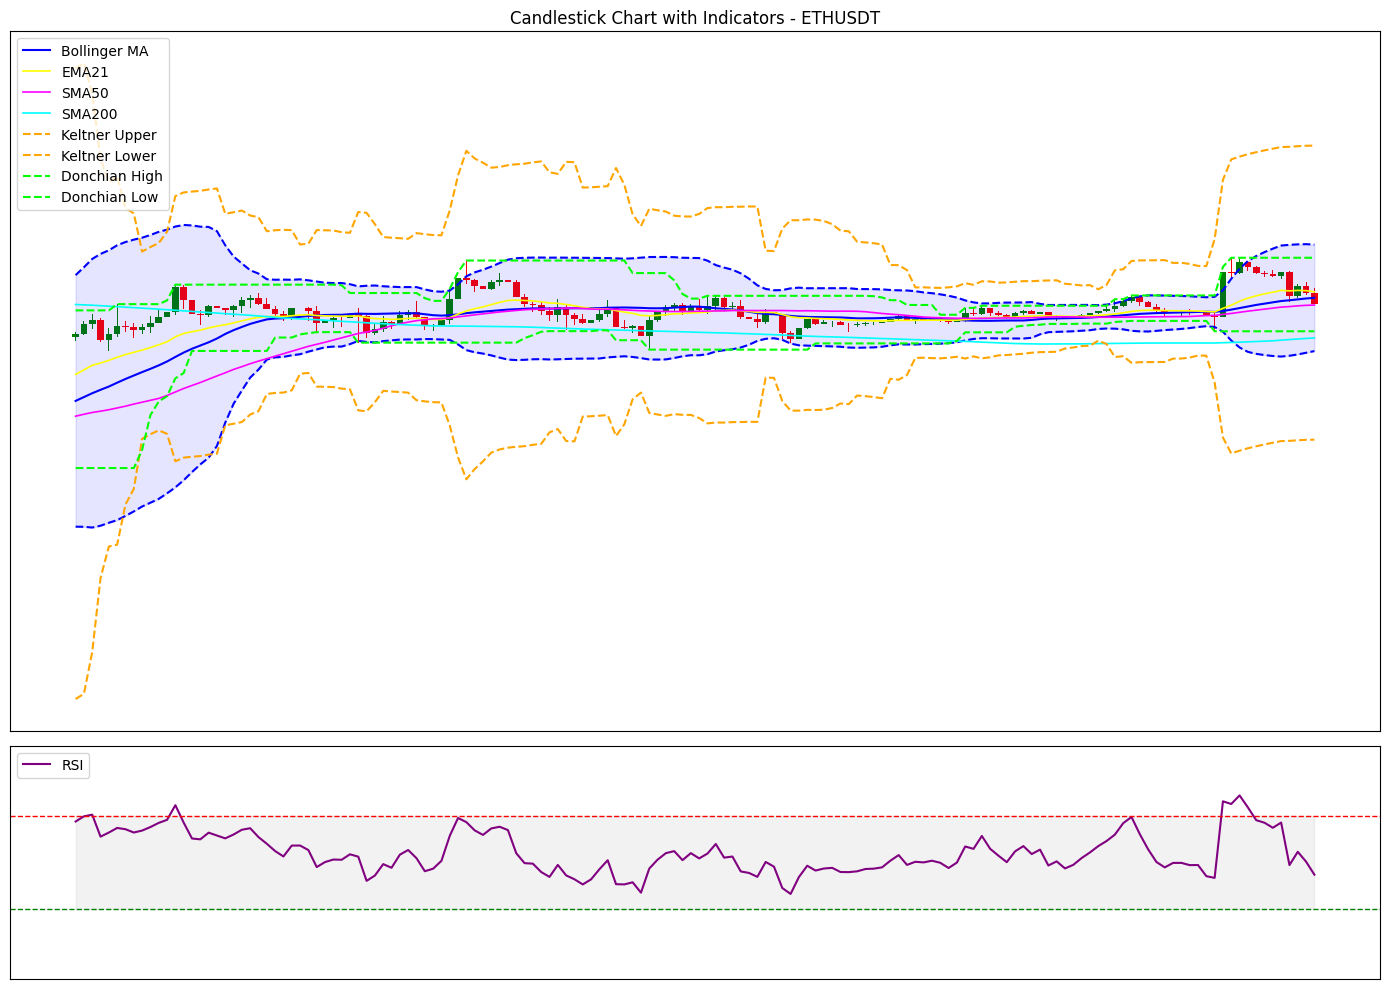 Candlestick Chart with Indicators - ETHUSDT
Bollinger MA
EMA21
SMA50
SMA200
Keltner Upper
Keltner Lower
Donchian High
Donchian Low
RSI